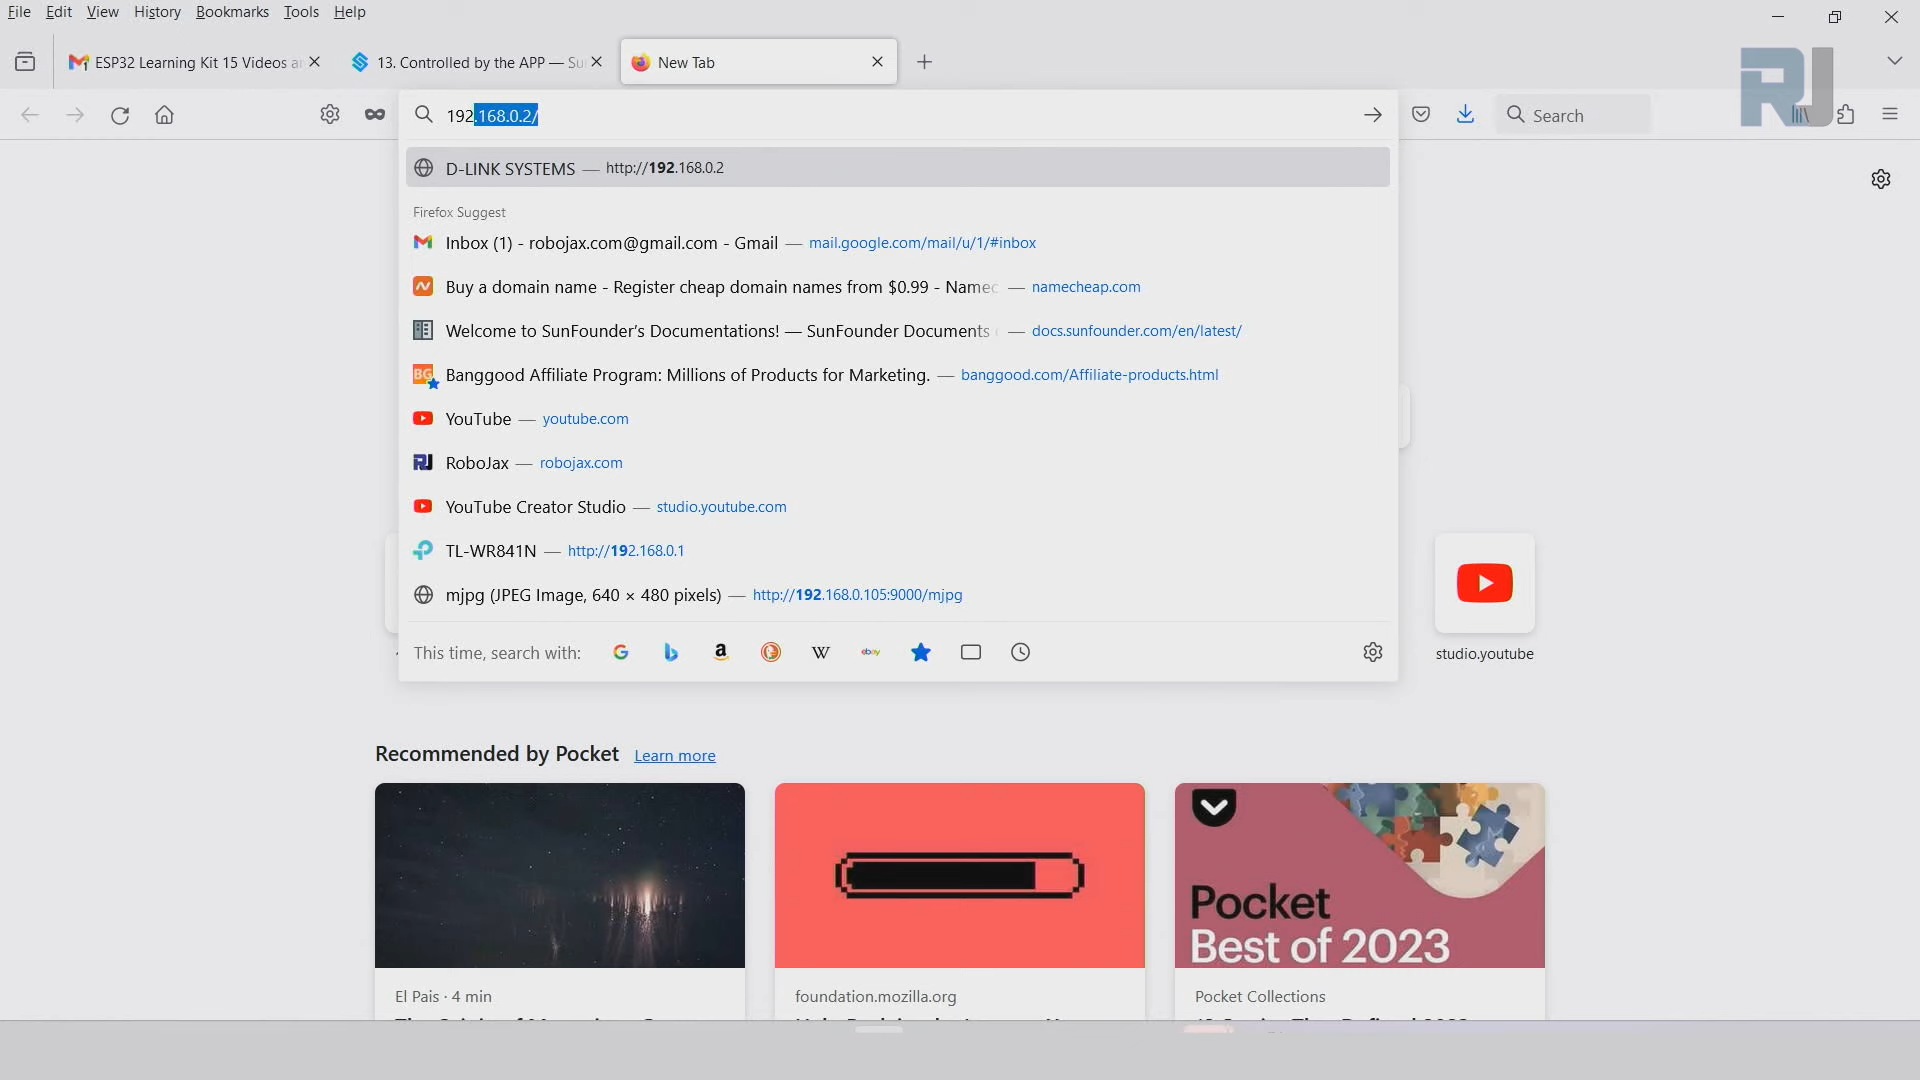 File Edit View History Bookmarks Tools Help
ESP32 Learning Kit 15 Videos a
13. Controlled by the APP — Su
New Tab
RJ
192.168.0.2/
Search
D-LINK SYSTEMS — http://192.168.0.2
Firefox Suggest
Inbox (1) - robojax.com@gmail.com - Gmail — mail.google.com/mail/u/1/#inbox
Buy a domain name - Register cheap domain names from $0.99 - Namec — namecheap.com
Welcome to SunFounder's Documentations! — SunFounder Documents — docs.sunfounder.com/en/latest/
BG Banggood Affiliate Program: Millions of Products for Marketing. — banggood.com/Affiliate-products.html
YouTube — youtube.com
RJ RoboJax — robojax.com
YouTube Creator Studio — studio.youtube.com
TL-WR841N — http://192.168.0.1
mjpg (JPEG Image, 640 × 480 pixels) — http://192.168.0.105:9000/mjpg
This time, search with: G b a W ebay
studio.youtube
Recommended by Pocket Learn more
Pocket
Best of 2023
El Pais · 4 min
foundation.mozilla.org
Pocket Collections